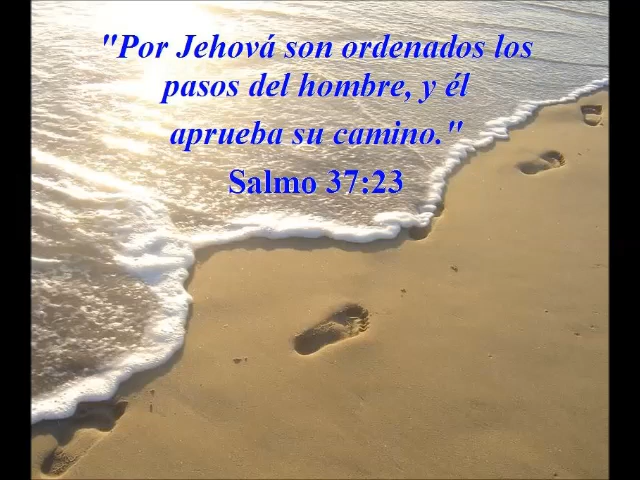 "Por Jehová son ordenados los
pasos del hombre, y él
aprueba su camino."
Salmo 37:23